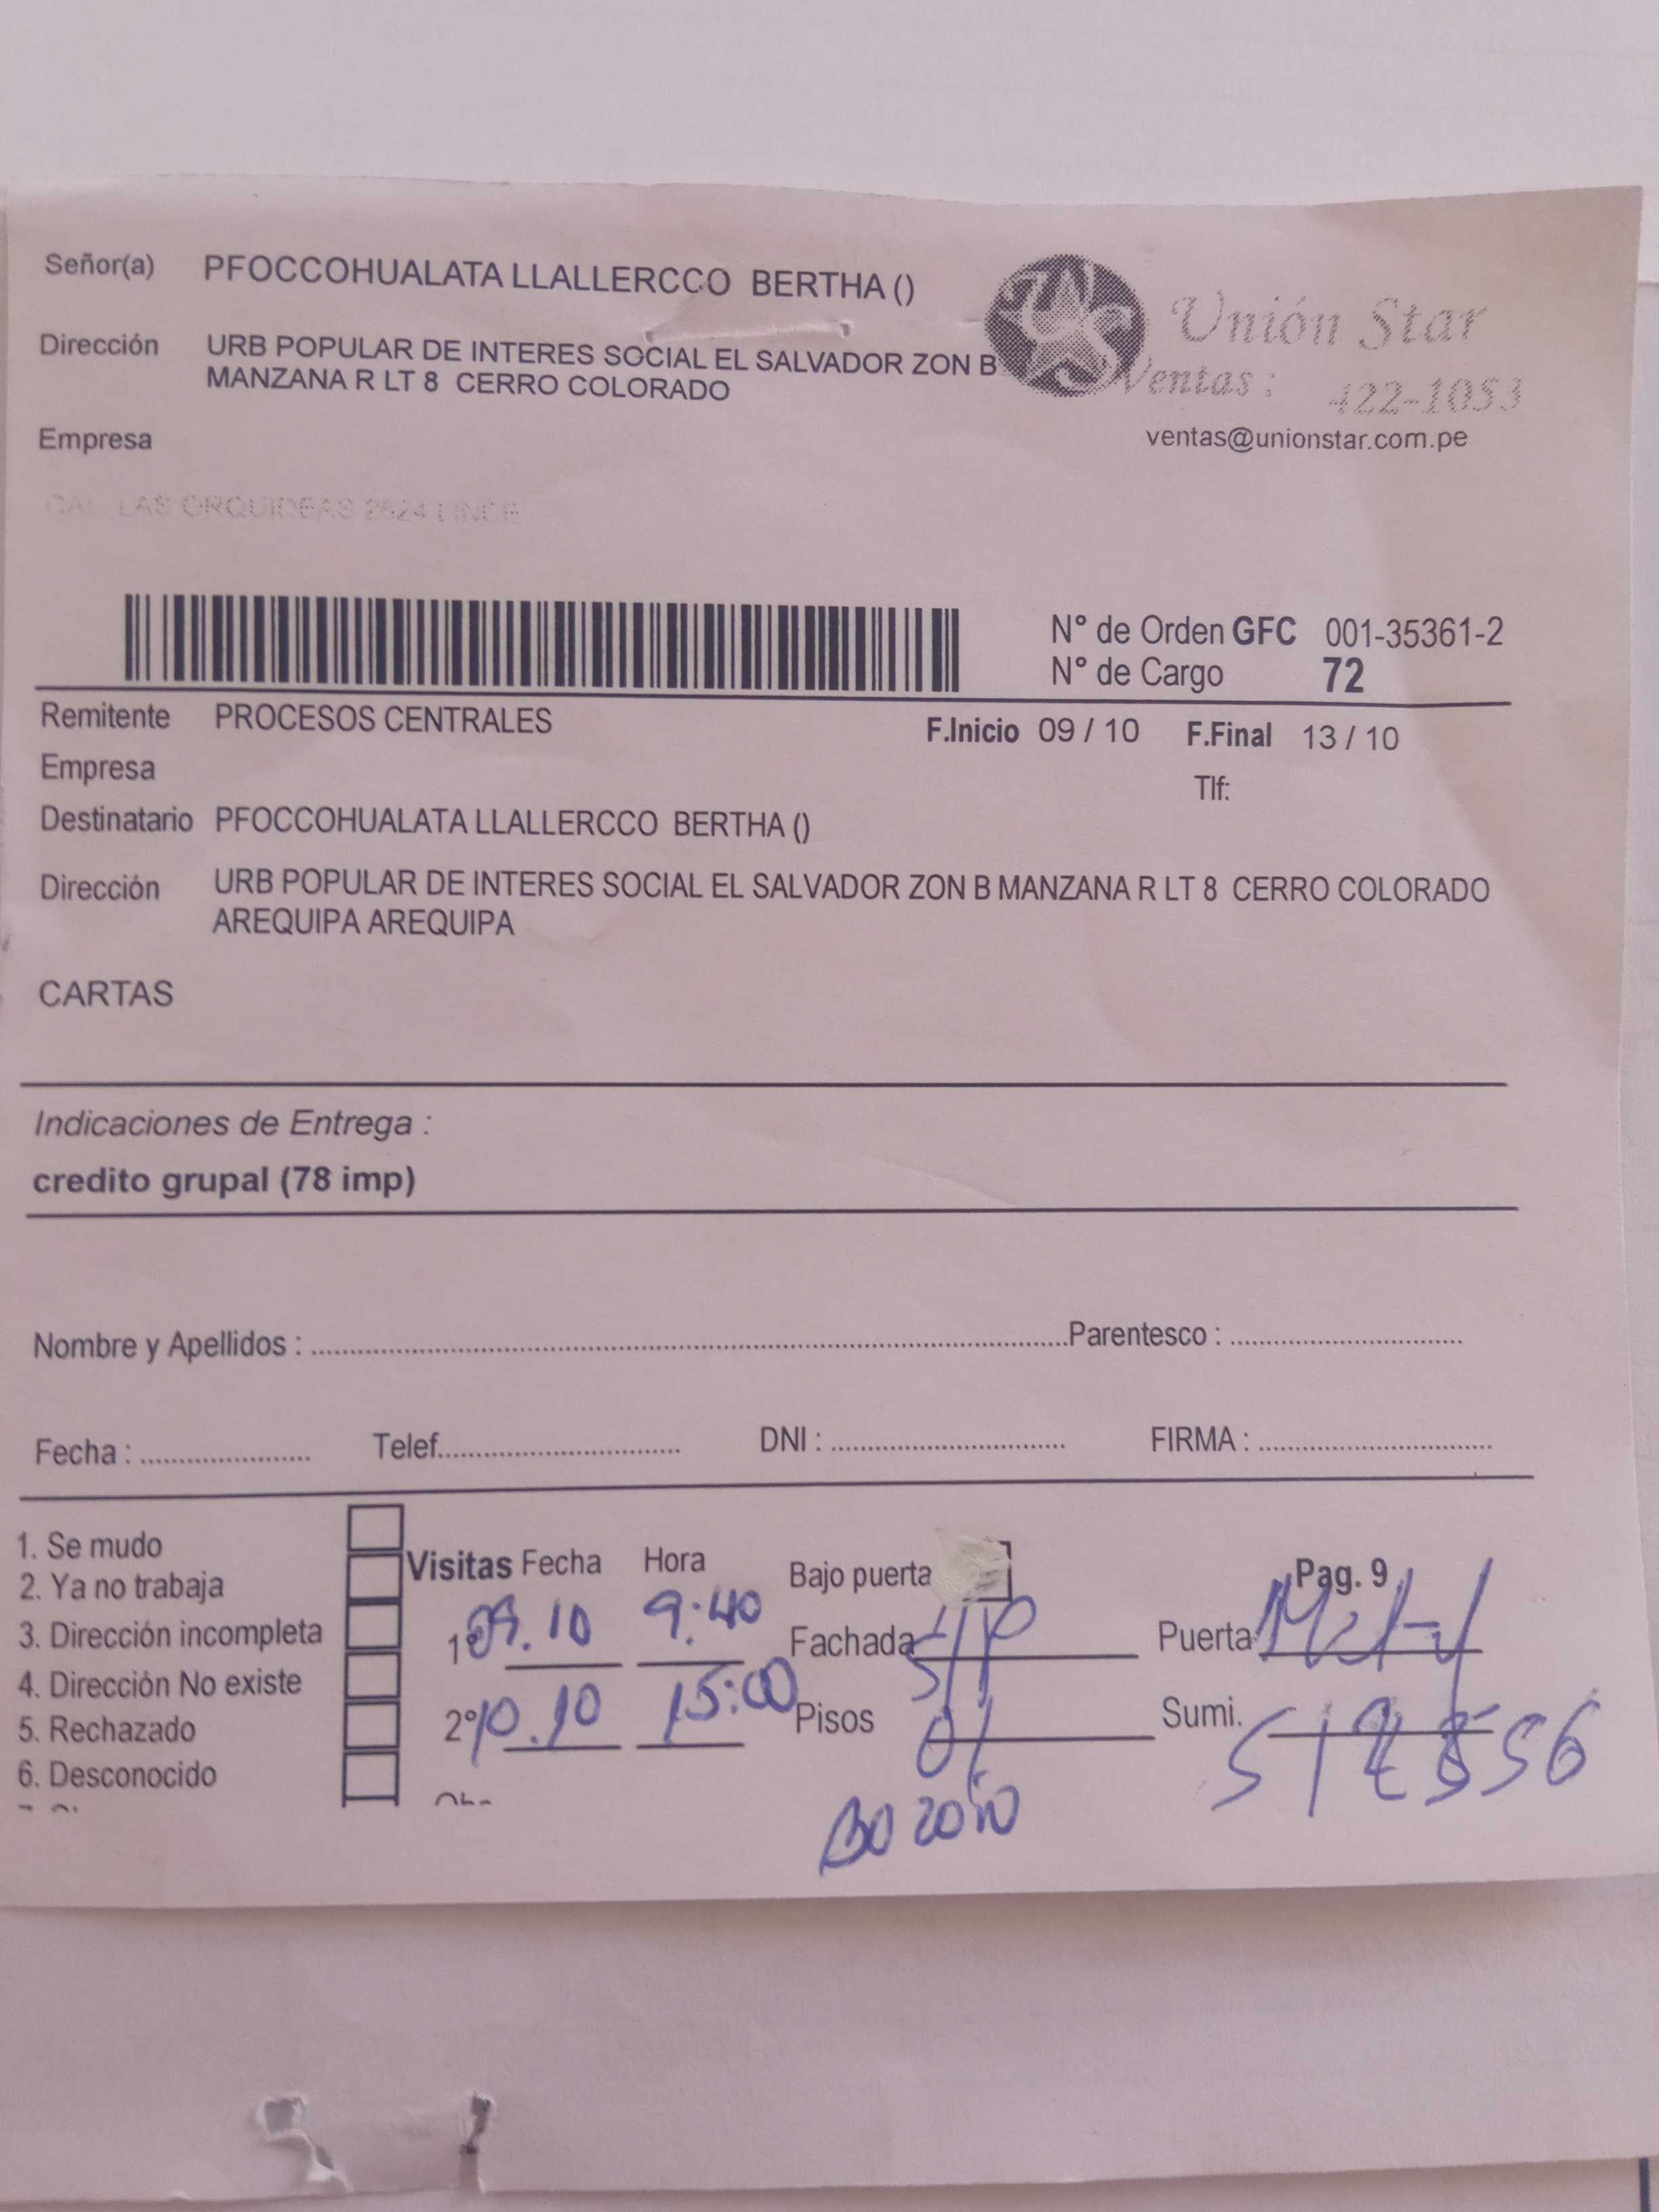 Señor(a) PFOCCOHUALATA LLALLERCCO BERTHA ()
Unión Star
Dirección URB POPULAR DE INTERES SOCIAL EL SALVADOR ZON B
MANZANA R LT 8 CERRO COLORADO
Ventas : 422-1053
Empresa
ventas@unionstar.com.pe
CAL LAS ORQUIDEAS 2624 LINCE
N° de Orden GFC 001-35361-2
N° de Cargo 72
Remitente PROCESOS CENTRALES
F.Inicio 09 / 10 F.Final 13 / 10
Empresa
Tlf:
Destinatario PFOCCOHUALATA LLALLERCCO BERTHA ()
Dirección URB POPULAR DE INTERES SOCIAL EL SALVADOR ZON B MANZANA R LT 8 CERRO COLORADO
AREQUIPA AREQUIPA
CARTAS
Indicaciones de Entrega :
credito grupal (78 imp)
Nombre y Apellidos : Parentesco :
Fecha : Telef. DNI : FIRMA :
1. Se mudo
2. Ya no trabaja
3. Dirección incompleta
4. Dirección No existe
5. Rechazado
6. Desconocido
Visitas Fecha Hora
1° 09.10 9:40
2° 10.10 15:00
Bajo puerta
Fachada S/P
Pisos 01
Pag. 9
Puerta
Sumi.